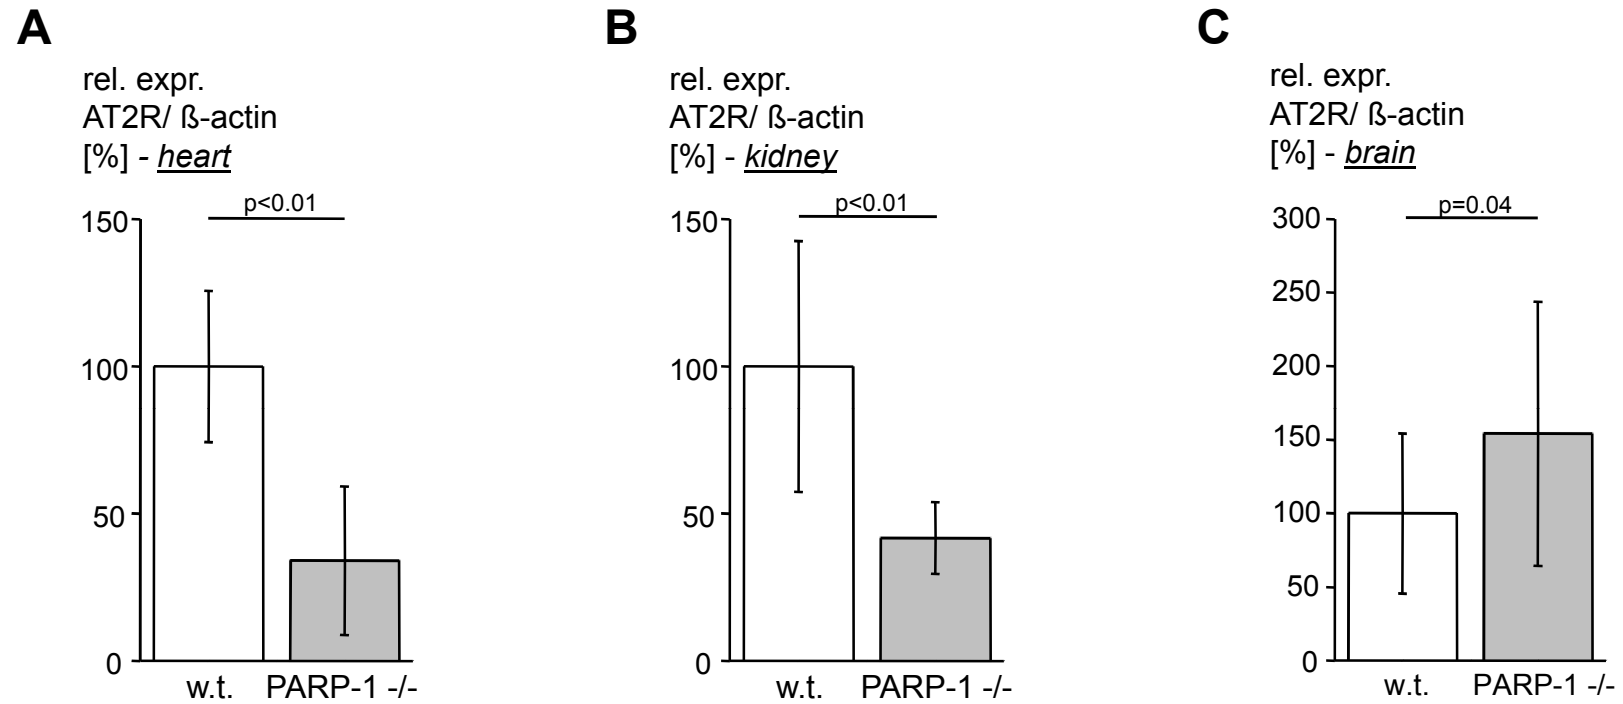 A
rel. expr.
AT2R/ ß-actin
[%] - heart
p<0.01
150
100
50
0
w.t.
PARP-1 -/-
B
rel. expr.
AT2R/ ß-actin
[%] - kidney
p<0.01
150
100
50
0
w.t.
PARP-1 -/-
C
rel. expr.
AT2R/ ß-actin
[%] - brain
p=0.04
300
250
200
150
100
50
0
w.t.
PARP-1 -/-